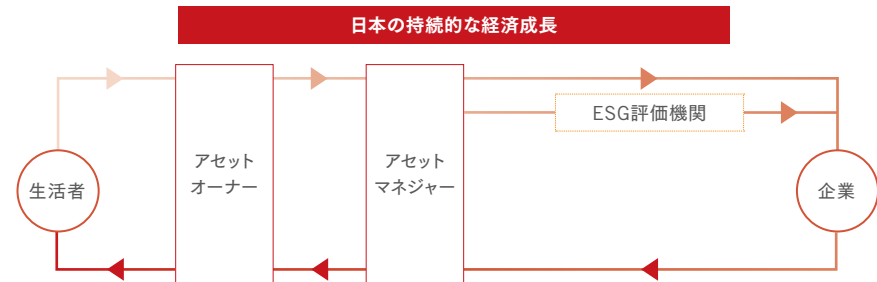 日本の持続的な経済成長
ESG評価機関
アセット
オーナー
アセット
マネジャー
生活者
企業